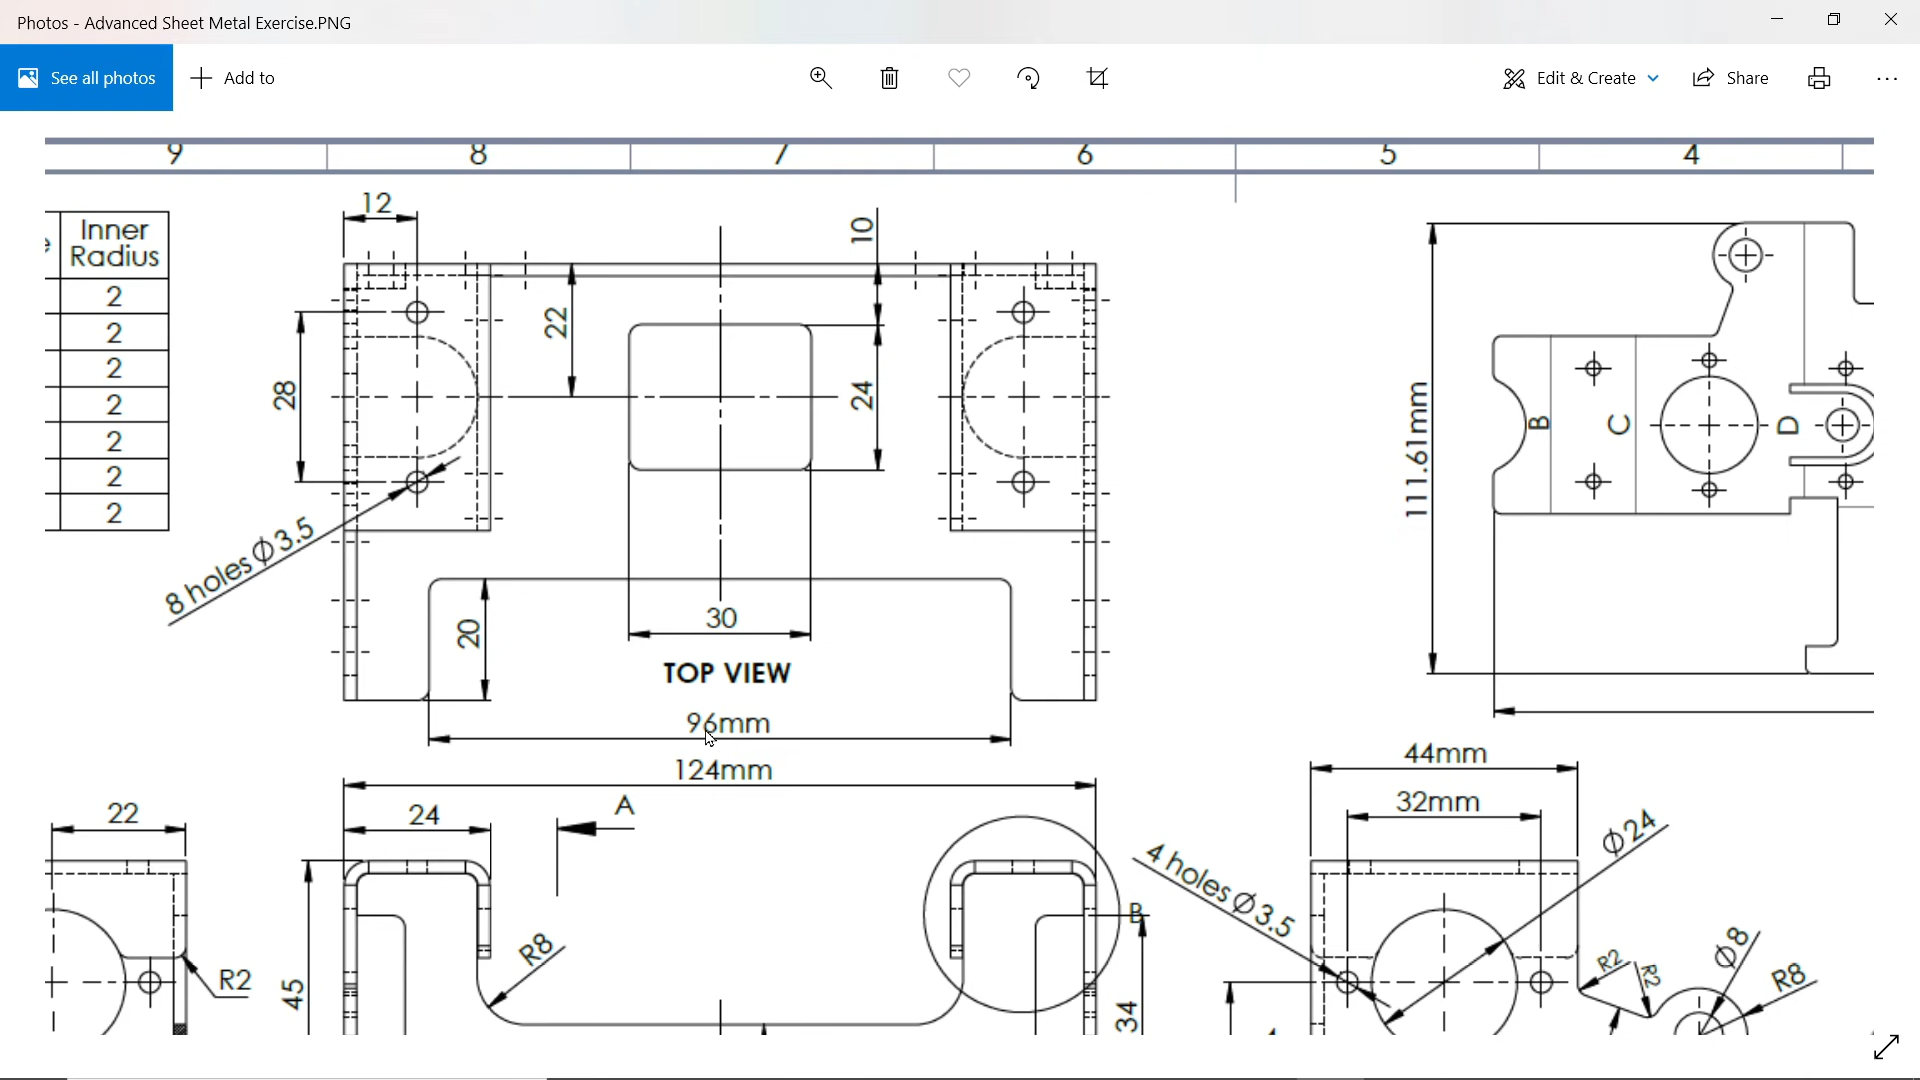 Photos - Advanced Sheet Metal Exercise.PNG
See all photos
Add to
Edit & Create
Share
9
8
7
6
5
4
Inner
Radius
2
2
2
2
2
2
2
12
10
22
28
24
8 holes Ø3.5
30
20
TOP VIEW
96mm
124mm
111.61mm
B
C
D
44mm
32mm
22
24
A
Ø24
4 holes Ø3.5
B
R8
R2
45
34
R2
R2
Ø8
R8